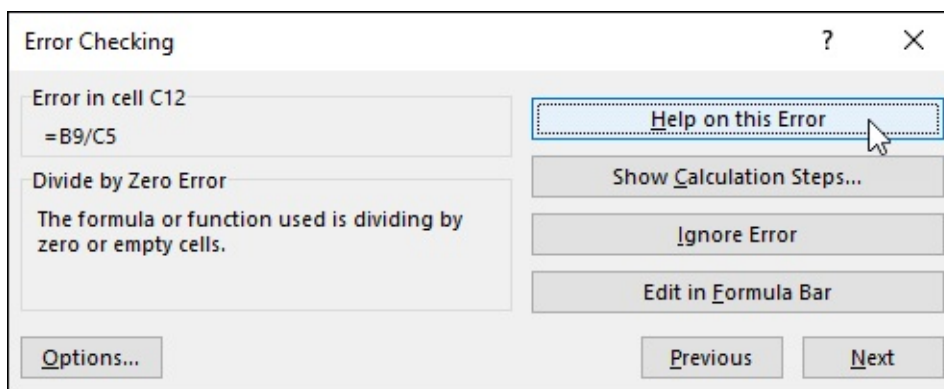 Error Checking ?
Error in cell C12
=B9/C5
Divide by Zero Error
The formula or function used is dividing by
zero or empty cells.
Help on this Error
Show Calculation Steps...
Ignore Error
Edit in Formula Bar
Options...
Previous
Next